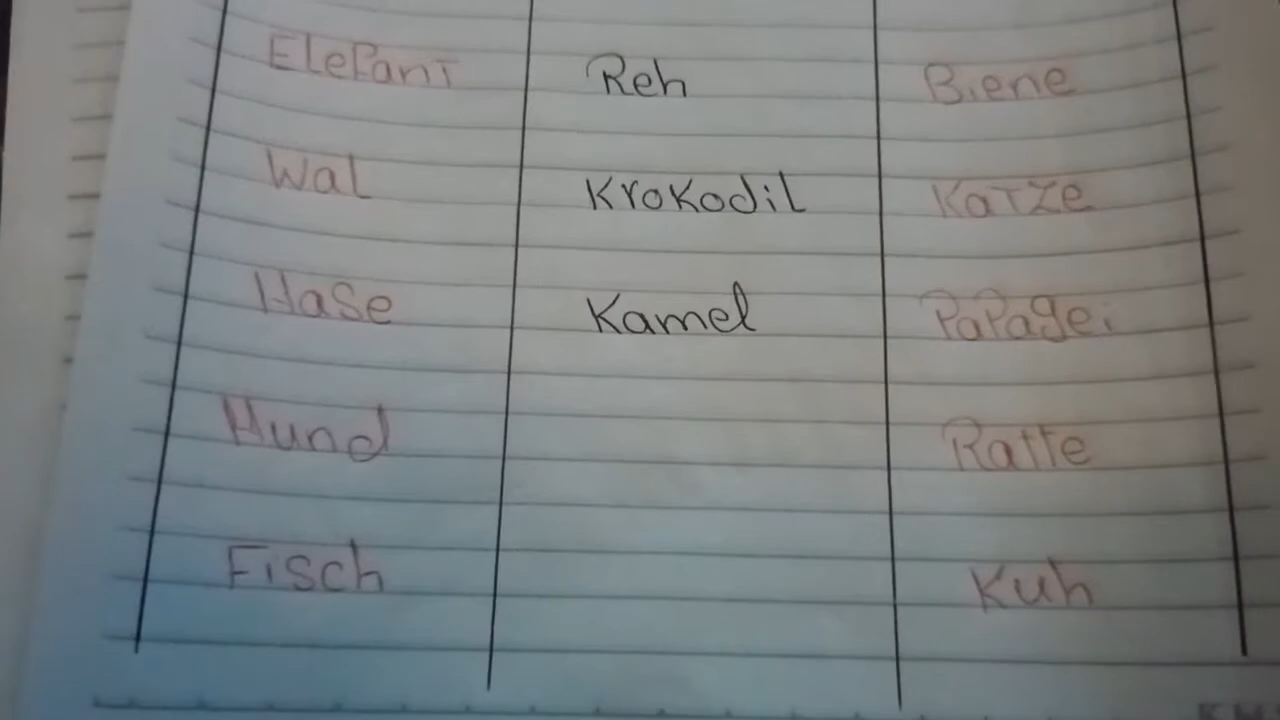 Elefant Reh Biene
Wal Krokodil Katze
Hase Kamel Papagei
Hund Ratte
Fisch Kuh